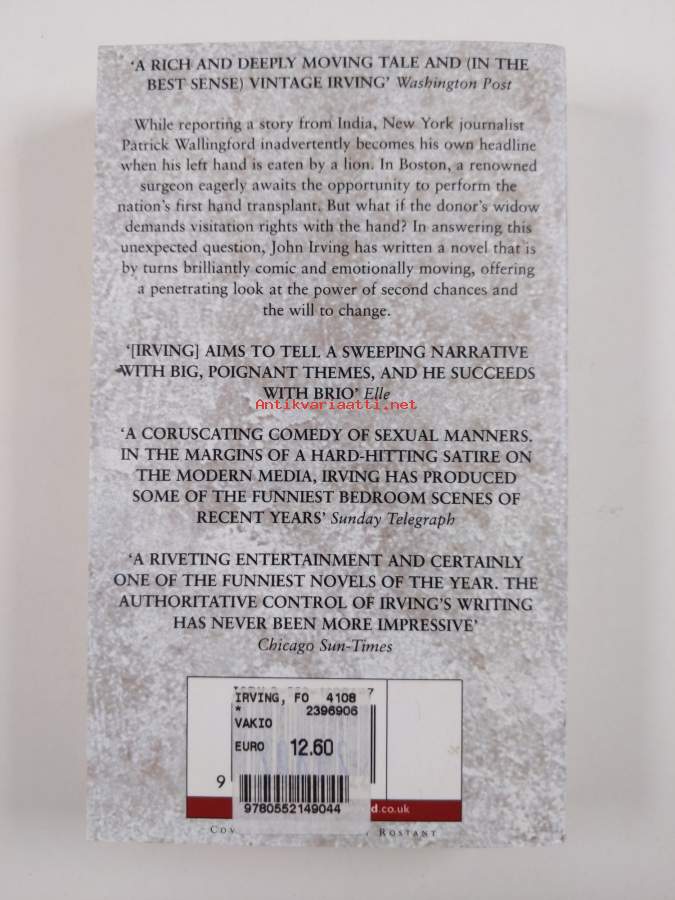 ‘A RICH AND DEEPLY MOVING TALE AND (IN THE
BEST SENSE) VINTAGE IRVING’ Washington Post
While reporting a story from India, New York journalist
Patrick Wallingford inadvertently becomes his own headline
when his left hand is eaten by a lion. In Boston, a renowned
surgeon eagerly awaits the opportunity to perform the
nation’s first hand transplant. But what if the donor’s widow
demands visitation rights with the hand? In answering this
unexpected question, John Irving has written a novel that is
by turns brilliantly comic and emotionally moving, offering
a penetrating look at the power of second chances and
the will to change.
‘[IRVING] AIMS TO TELL A SWEEPING NARRATIVE
WITH BIG, POIGNANT THEMES, AND HE SUCCEEDS
WITH BRIO’ Elle
Antikvariaatti.net
‘A CORUSCATING COMEDY OF SEXUAL MANNERS.
IN THE MARGINS OF A HARD-HITTING SATIRE ON
THE MODERN MEDIA, IRVING HAS PRODUCED
SOME OF THE FUNNIEST BEDROOM SCENES OF
RECENT YEARS’ Sunday Telegraph
‘A RIVETING ENTERTAINMENT AND CERTAINLY
ONE OF THE FUNNIEST NOVELS OF THE YEAR. THE
AUTHORITATIVE CONTROL OF IRVING’S WRITING
HAS NEVER BEEN MORE IMPRESSIVE’
Chicago Sun-Times
IRVING, FO 4108 7
* 2396906
VAKIO
EURO 12.60
9
9780552149044
d.co.uk
COV ROSTANT